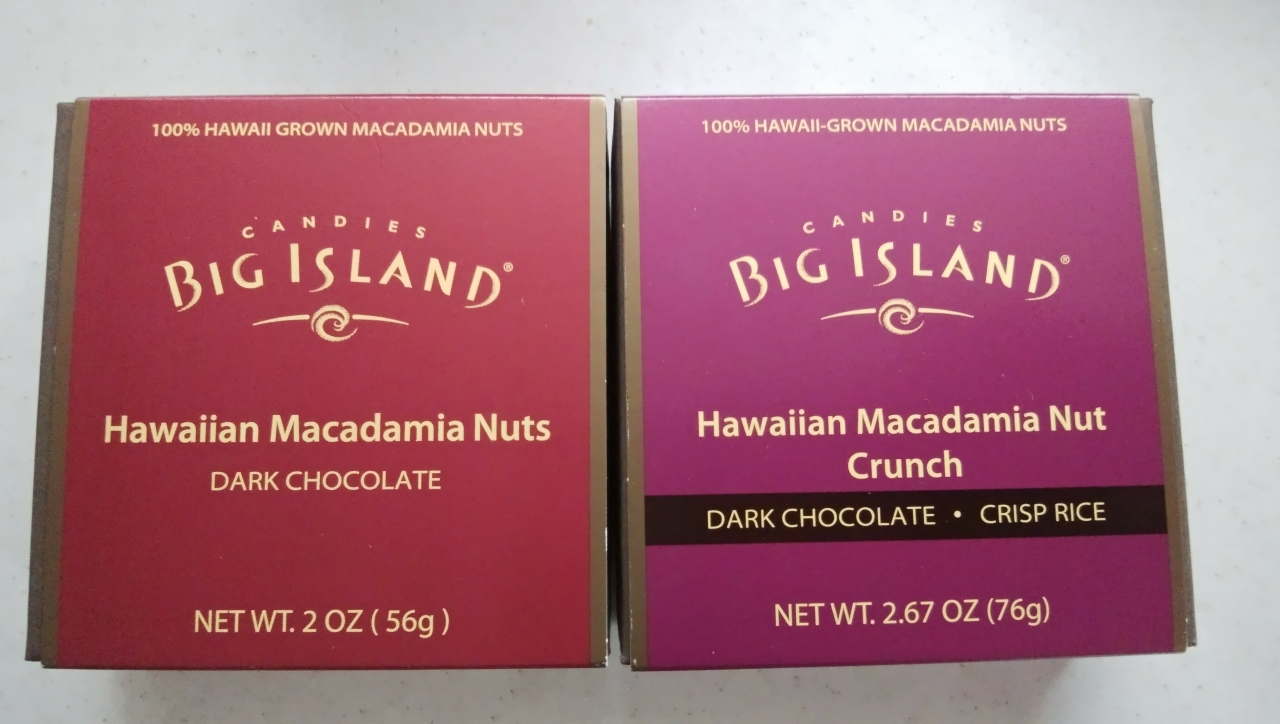 100% HAWAII GROWN MACADAMIA NUTS
CANDIES
BIG ISLAND®
Hawaiian Macadamia Nuts
DARK CHOCOLATE
NET WT. 2 OZ ( 56g )
100% HAWAII-GROWN MACADAMIA NUTS
CANDIES
BIG ISLAND®
Hawaiian Macadamia Nut
Crunch
DARK CHOCOLATE • CRISP RICE
NET WT. 2.67 OZ (76g)